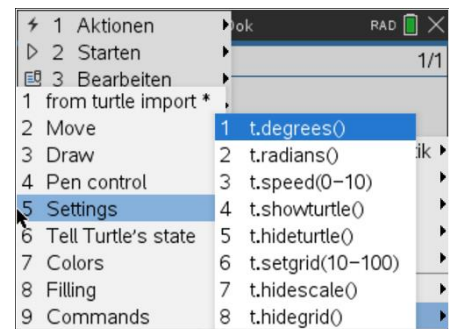 1 Aktionen
2 Starten
3 Bearbeiten
Dok RAD
1/1
1 from turtle import *
2 Move
3 Draw
4 Pen control
5 Settings
6 Tell Turtle's state
7 Colors
8 Filling
9 Commands
1 t.degrees()
2 t.radians()
3 t.speed(0-10)
4 t.showturtle()
5 t.hideturtle()
6 t.setgrid(10-100)
7 t.hidescale()
8 t.hidegrid()
tik